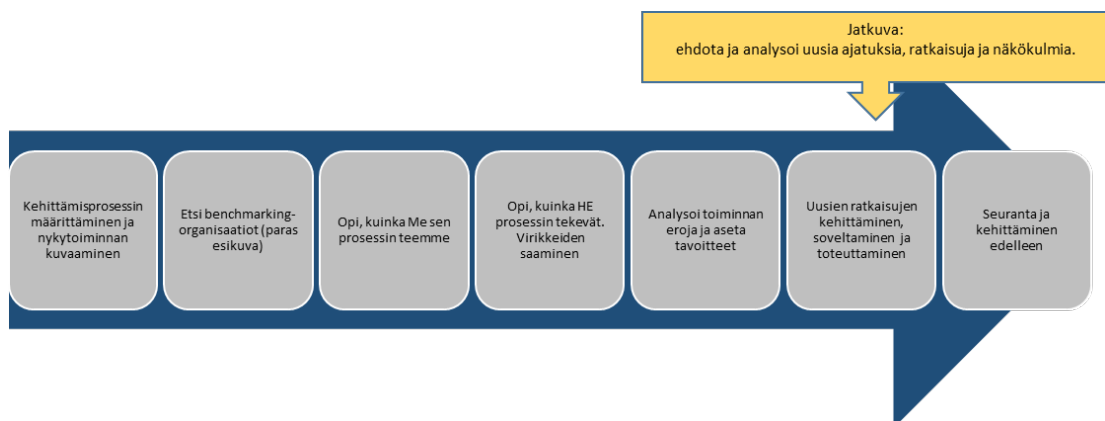 Jatkuva:
ehdota ja analysoi uusia ajatuksia, ratkaisuja ja näkökulmia.
Kehittämisprosessin
määrittäminen ja
nykytoiminnan
kuvaaminen
Etsi benchmarking-
organisaatiot (paras
esikuva)
Opi, kuinka Me sen
prosessin teemme
Opi, kuinka HE
prosessin tekevät.
Virikkeiden
saaminen
Analysoi toiminnan
eroja ja aseta
tavoitteet
Uusien ratkaisujen
kehittäminen,
soveltaminen ja
toteuttaminen
Seuranta ja
kehittäminen
edelleen